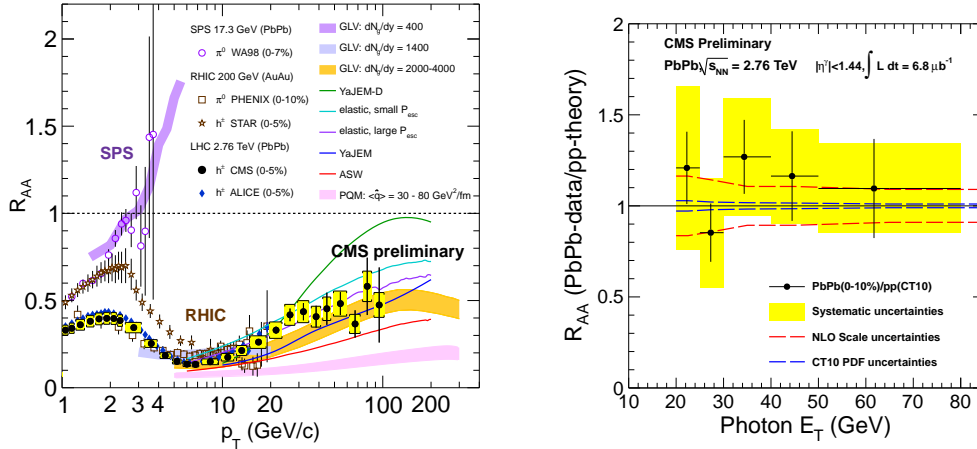 SPS 17.3 GeV (PbPb)
π⁰ WA98 (0-7%)
RHIC 200 GeV (AuAu)
π⁰ PHENIX (0-10%)
h± STAR (0-5%)
LHC 2.76 TeV (PbPb)
h± CMS (0-5%)
h± ALICE (0-5%)
GLV: dN_g/dy = 400
GLV: dN_g/dy = 1400
GLV: dN_g/dy = 2000-4000
YaJEM-D
elastic, small P_esc
elastic, large P_esc
YaJEM
ASW
PQM: <q̂> = 30 - 80 GeV²/fm
SPS
RHIC
CMS preliminary
R_AA
2
1.5
1
0.5
0
1 2 3 4 10 20 100 200
p_T (GeV/c)
CMS Preliminary
PbPb √s_NN = 2.76 TeV |η^γ|<1.44, ∫ L dt = 6.8 μb⁻¹
R_AA (PbPb-data/pp-theory)
2
1.5
1
0.5
0
PbPb(0-10%)/pp(CT10)
Systematic uncertainties
NLO Scale uncertainties
CT10 PDF uncertainties
10 20 30 40 50 60 70 80
Photon E_T (GeV)